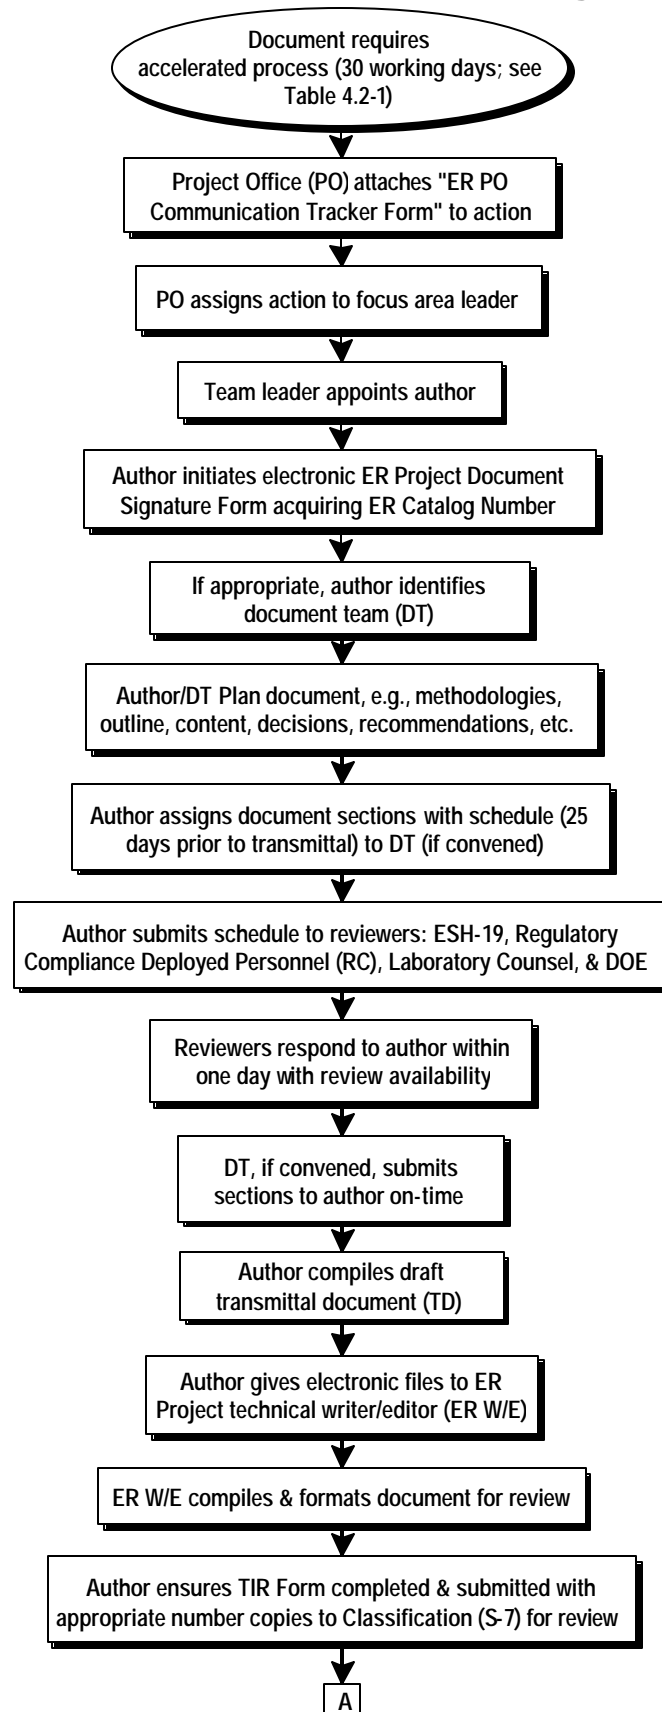 Document requires
accelerated process (30 working days; see
Table 4.2-1)
Project Office (PO) attaches "ER PO
Communication Tracker Form" to action
PO assigns action to focus area leader
Team leader appoints author
Author initiates electronic ER Project Document
Signature Form acquiring ER Catalog Number
If appropriate, author identifies
document team (DT)
Author/DT Plan document, e.g., methodologies,
outline, content, decisions, recommendations, etc.
Author assigns document sections with schedule (25
days prior to transmittal) to DT (if convened)
Author submits schedule to reviewers: ESH-19, Regulatory
Compliance Deployed Personnel (RC), Laboratory Counsel, & DOE
Reviewers respond to author within
one day with review availability
DT, if convened, submits
sections to author on-time
Author compiles draft
transmittal document (TD)
Author gives electronic files to ER
Project technical writer/editor (ER W/E)
ER W/E compiles & formats document for review
Author ensures TIR Form completed & submitted with
appropriate number copies to Classification (S-7) for review
A